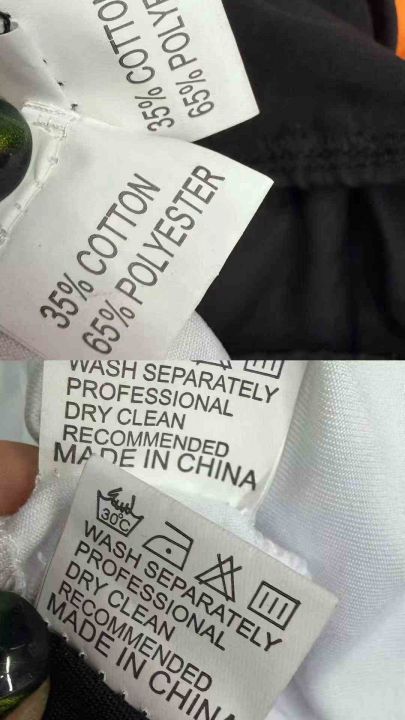 35% COTTON
65% POLYE
35% COTTON
65% POLYESTER
WASH SEPARATELY
PROFESSIONAL
DRY CLEAN
RECOMMENDED
MADE IN CHINA
30°C
WASH SEPARATELY
PROFESSIONAL
DRY CLEAN
RECOMMENDED
MADE IN CHINA